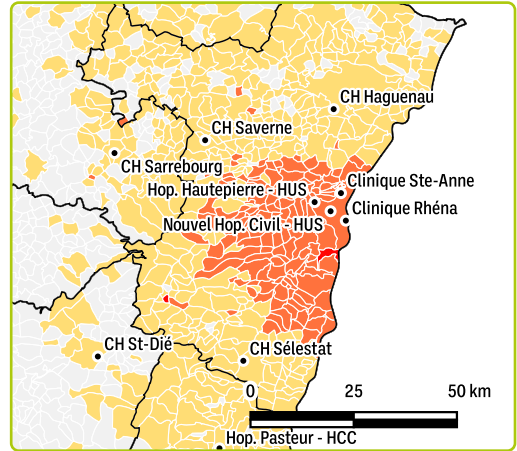 CH Haguenau
CH Saverne
CH Sarrebourg
Clinique Ste-Anne
Hop. Hautepierre - HUS
Clinique Rhéna
Nouvel Hop. Civil - HUS
CH St-Dié
CH Sélestat
0 25 50 km
Hop. Pasteur - HCC